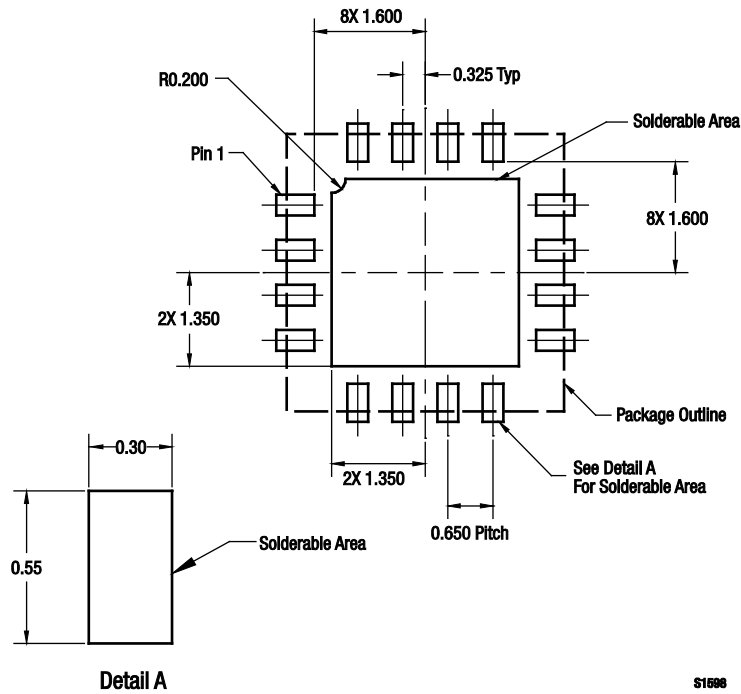 8X 1.600
0.325 Typ
R0.200
Solderable Area
Pin 1
8X 1.600
2X 1.350
Package Outline
2X 1.350
See Detail A
For Solderable Area
0.650 Pitch
0.30
0.55
Solderable Area
Detail A
S1598